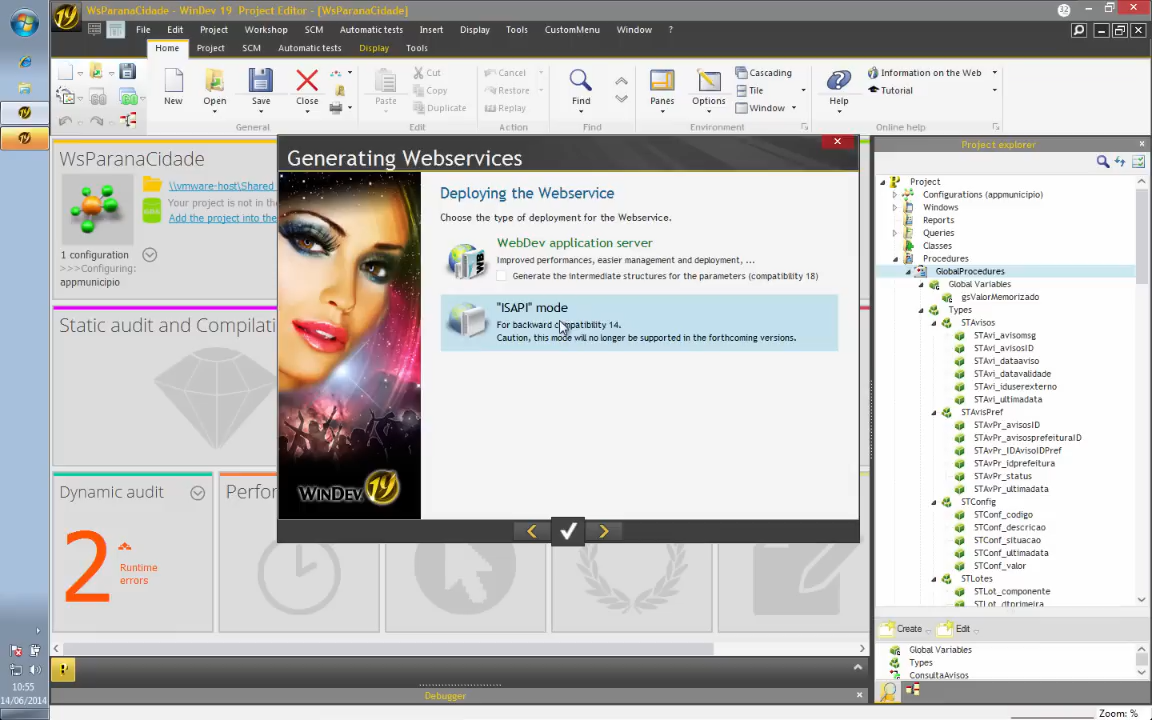 WsParanaCidade - WinDev 19 Project Editor - [WsParanaCidade]
32
File Edit Project Workshop SCM Automatic tests Insert Display Tools CustomMenu Window ?
Home Project SCM Automatic tests Display Tools
New Open Save Close
General
Paste Cut
Copy
Duplicate
Edit
Cancel
Restore
Replay
Action
Find
Find
Panes Options
Cascading
Tile
Window
Environment
Help
Information on the Web
Tutorial
Online help
WsParanaCidade
\\vmware-host\Shared
Your project is not in the
Add the project into the
1 configuration
>>>Configuring:
appmunicipio
Static audit and Compilati
Dynamic audit
2
Runtime
errors
Perfor
Generating Webservices
Deploying the Webservice
Choose the type of deployment for the Webservice.
WebDev application server
Improved performances, easier management and deployment, ...
Generate the intermediate structures for the parameters (compatibility 18)
"ISAPI" mode
For backward compatibility 14.
Caution, this mode will no longer be supported in the forthcoming versions.
WINDEV 19
Project explorer
Project
Configurations (appmunicipio)
Windows
Reports
Queries
Classes
Procedures
GlobalProcedures
Global Variables
gsValorMemorizado
Types
STAvisos
STAvi_avisomsg
STAvi_avisosID
STAvi_dataaviso
STAvi_datavalidade
STAvi_iduserexterno
STAvi_ultimadata
STAvisPref
STAvPr_avisosID
STAvPr_avisosprefeituraID
STAvPr_IDAvisoIDPref
STAvPr_idprefeitura
STAvPr_status
STAvPr_ultimadata
STConfig
STConf_codigo
STConf_descricao
STConf_situacao
STConf_ultimadata
STConf_valor
STLotes
STLot_componente
STLot_dtprimeira
Create Edit
Global Variables
Types
ConsultaAvisos
Debugger
10:55
14/06/2014
Zoom: %